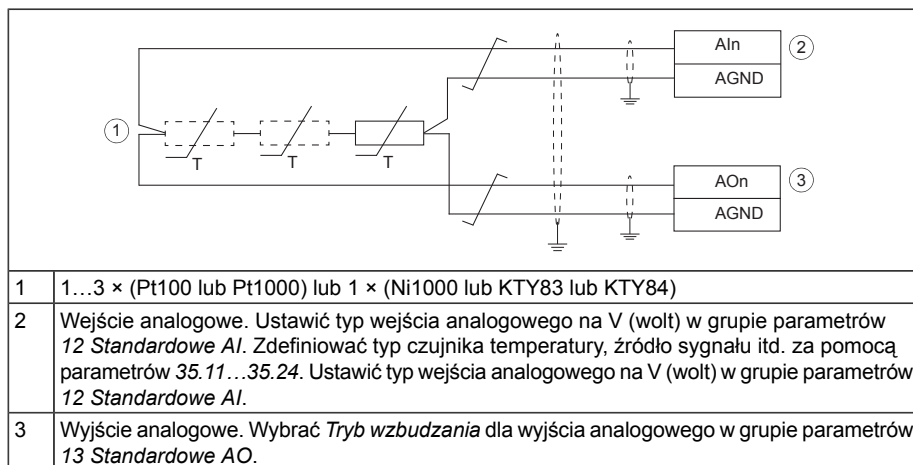 AIn
②
AGND
①
T
T
T
AOn
③
AGND
1 1…3 × (Pt100 lub Pt1000) lub 1 × (Ni1000 lub KTY83 lub KTY84)
2 Wejście analogowe. Ustawić typ wejścia analogowego na V (wolt) w grupie parametrów
12 Standardowe AI. Zdefiniować typ czujnika temperatury, źródło sygnału itd. za pomocą
parametrów 35.11…35.24. Ustawić typ wejścia analogowego na V (wolt) w grupie parametrów
12 Standardowe AI.
3 Wyjście analogowe. Wybrać Tryb wzbudzania dla wyjścia analogowego w grupie parametrów
13 Standardowe AO.